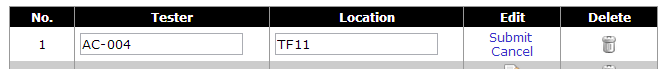 No. Tester Location Edit Delete
1 AC-004 TF11 Submit
Cancel